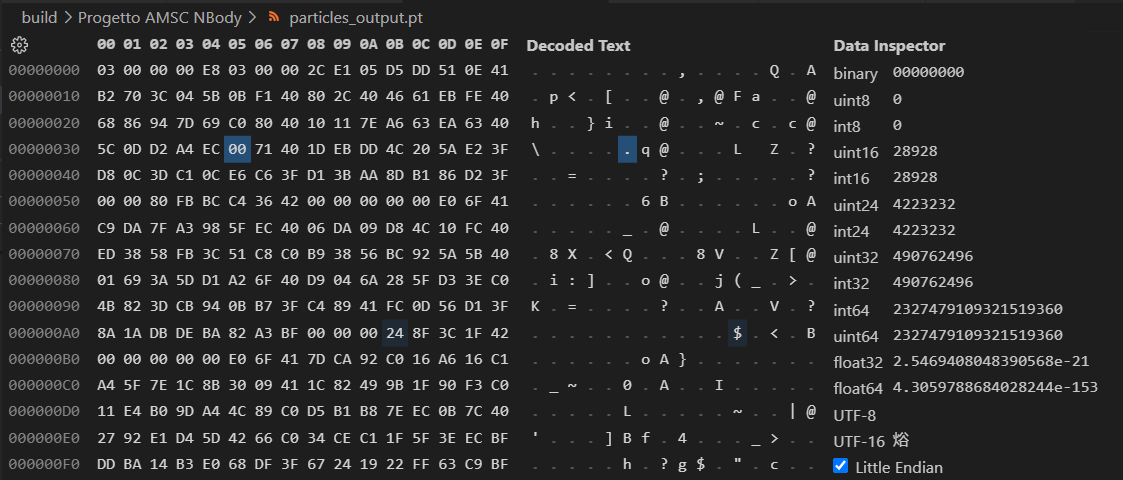 build > Progetto AMSC NBody > particles_output.pt
00 01 02 03 04 05 06 07 08 09 0A 0B 0C 0D 0E 0F Decoded Text Data Inspector
00000000 03 00 00 00 E8 03 00 00 2C E1 05 D5 DD 51 0E 41 . . . . . . . . , . . . . Q . A binary 00000000
00000010 B2 70 3C 04 5B 0B F1 40 80 2C 40 46 61 EB FE 40 . p < . [ . . @ . , @ F a . . @ uint8 0
00000020 68 86 94 7D 69 C0 80 40 10 11 7E A6 63 EA 63 40 h . . } i . . @ . . ~ . c . c @ int8 0
00000030 5C 0D D2 A4 EC 00 71 40 1D EB DD 4C 20 5A E2 3F \ . . . . . q @ . . . L   Z . ? uint16 28928
00000040 D8 0C 3D C1 0C E6 C6 3F D1 3B AA 8D B1 86 D2 3F . . = . . . . ? . ; . . . . . ? int16 28928
00000050 00 00 80 FB BC C4 36 42 00 00 00 00 00 E0 6F 41 . . . . . . 6 B . . . . . . o A uint24 4223232
00000060 C9 DA 7F A3 98 5F EC 40 06 DA 09 D8 4C 10 FC 40 . . . . . _ . @ . . . . L . . @ int24 4223232
00000070 ED 38 58 FB 3C 51 C8 C0 B9 38 56 BC 92 5A 5B 40 . 8 X . < Q . . . 8 V . . Z [ @ uint32 490762496
00000080 01 69 3A 5D D1 A2 6F 40 D9 04 6A 28 5F D3 3E C0 . i : ] . . o @ . . j ( _ . > . int32 490762496
00000090 4B 82 3D CB 94 0B B7 3F C4 89 41 FC 0D 56 D1 3F K . = . . . . ? . . A . . V . ? int64 2327479109321519360
000000A0 8A 1A DB DE BA 82 A3 BF 00 00 00 24 8F 3C 1F 42 . . . . . . . . . . . $ . < . B uint64 2327479109321519360
000000B0 00 00 00 00 00 E0 6F 41 7D CA 92 C0 16 A6 16 C1 . . . . . . o A } . . . . . . . float32 2.5469408048390568e-21
000000C0 A4 5F 7E 1C 8B 30 09 41 1C 82 49 9B 1F 90 F3 C0 . _ ~ . . 0 . A . . I . . . . . float64 4.3059788684028244e-153
000000D0 11 E4 B0 9D A4 4C 89 C0 D5 B1 B8 7E EC 0B 7C 40 . . . . . L . . . . . ~ . . | @ UTF-8
000000E0 27 92 E1 D4 5D 42 66 C0 34 CE C1 1F 5F 3E EC BF ' . . . ] B f . 4 . . . _ > . . UTF-16 焀
000000F0 DD BA 14 B3 E0 68 DF 3F 67 24 19 22 FF 63 C9 BF . . . . . h . ? g $ . " . c . . Little Endian